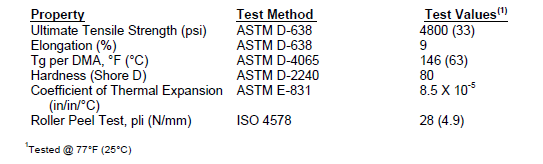 Property Test Method Test Values(1)
Ultimate Tensile Strength (psi) ASTM D-638 4800 (33)
Elongation (%) ASTM D-638 9
Tg per DMA, °F (°C) ASTM D-4065 146 (63)
Hardness (Shore D) ASTM D-2240 80
Coefficient of Thermal Expansion ASTM E-831 8.5 X 10-5
(in/in/°C)
Roller Peel Test, pli (N/mm) ISO 4578 28 (4.9)
1Tested @ 77°F (25°C)